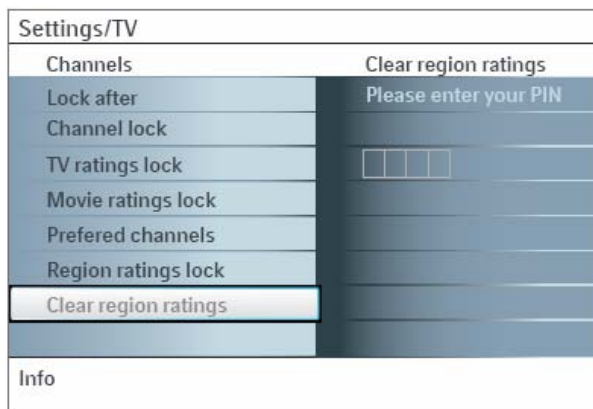 Settings/TV
Channels
Clear region ratings
Lock after
Please enter your PIN
Channel lock
TV ratings lock
Movie ratings lock
Prefered channels
Region ratings lock
Clear region ratings
Info